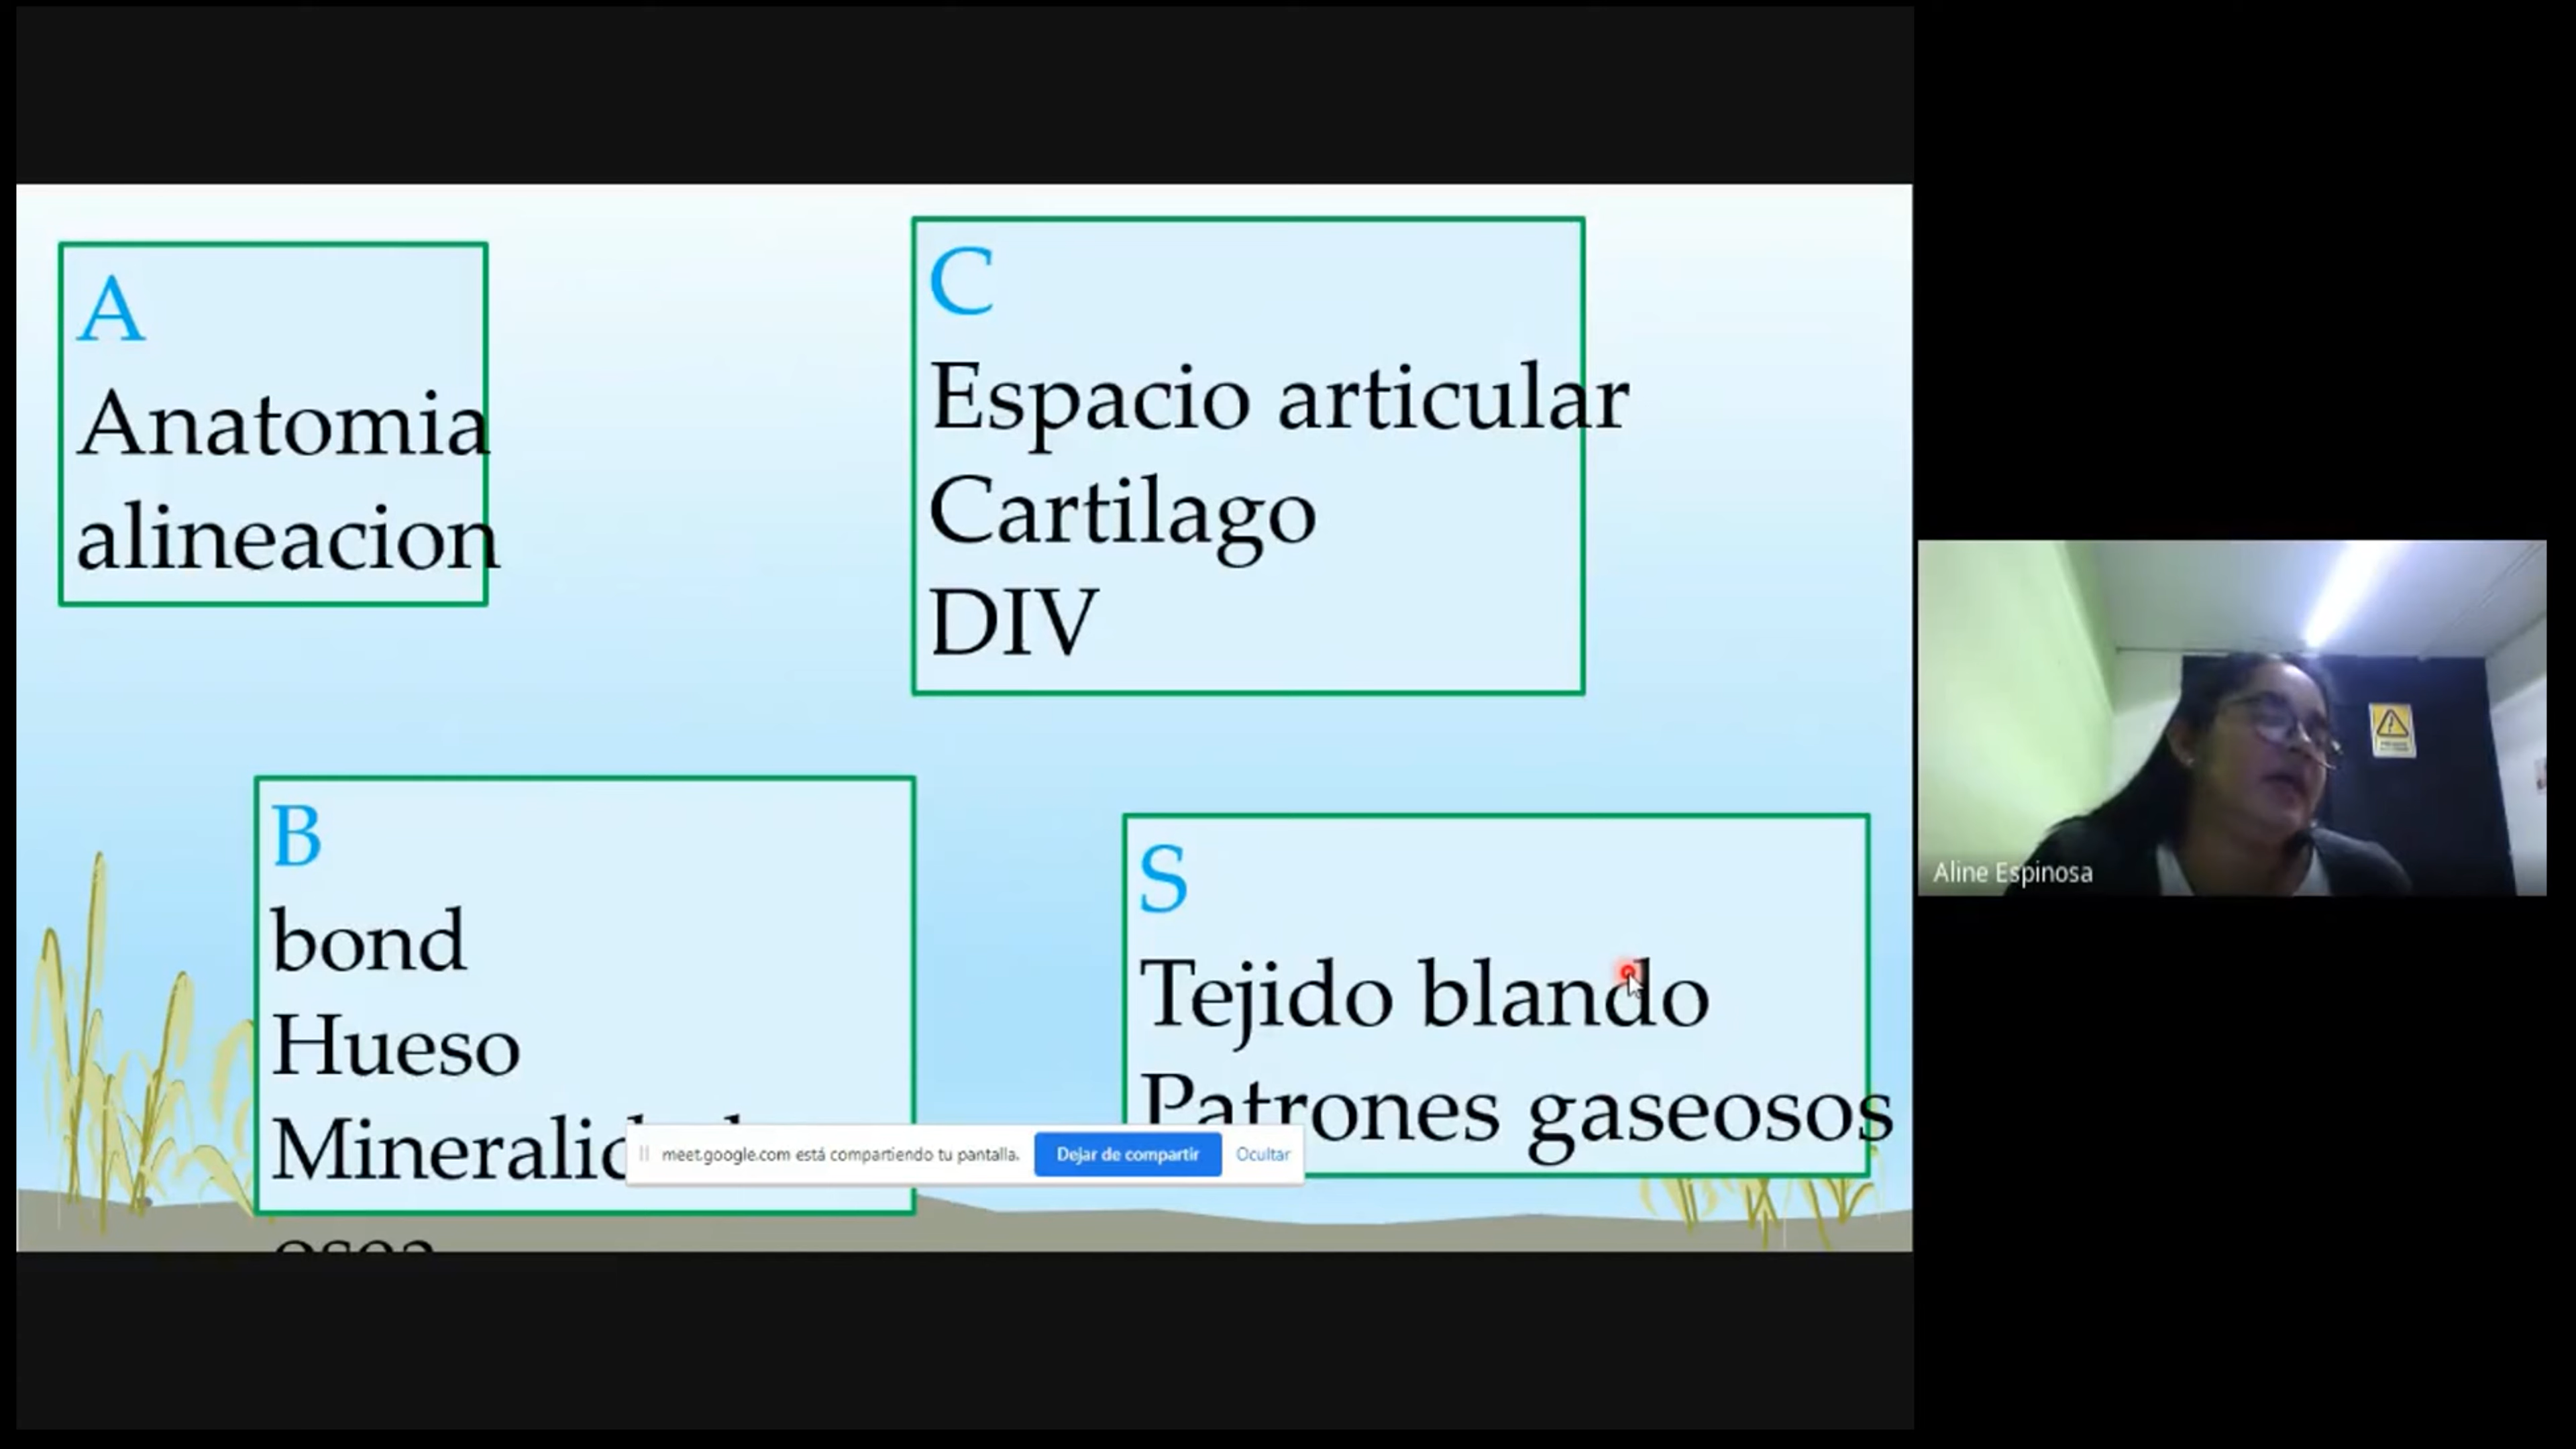 A
Anatomia
alineacion
C
Espacio articular
Cartilago
DIV
B
bond
Hueso
S
Tejido blando
Patrones gaseosos
meet.google.com está compartiendo tu pantalla.
Dejar de compartir
Ocultar
Aline Espinosa